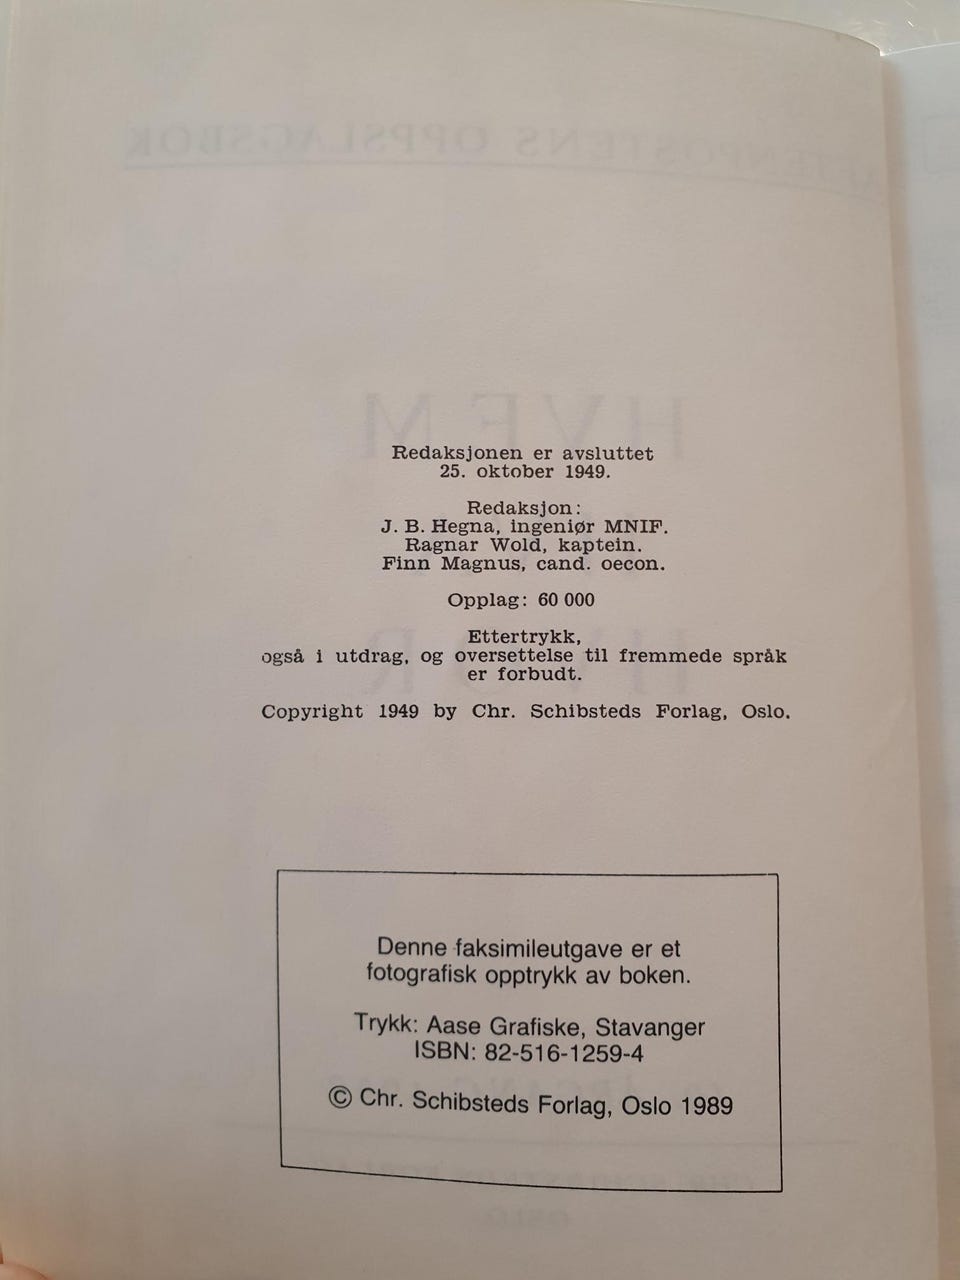 Redaksjonen er avsluttet
25. oktober 1949.
Redaksjon:
J. B. Hegna, ingeniør MNIF.
Ragnar Wold, kaptein.
Finn Magnus, cand. oecon.
Opplag: 60 000
Ettertrykk,
også i utdrag, og oversettelse til fremmede språk
er forbudt.
Copyright 1949 by Chr. Schibsteds Forlag, Oslo.
Denne faksimileutgave er et
fotografisk opptrykk av boken.
Trykk: Aase Grafiske, Stavanger
ISBN: 82-516-1259-4
© Chr. Schibsteds Forlag, Oslo 1989